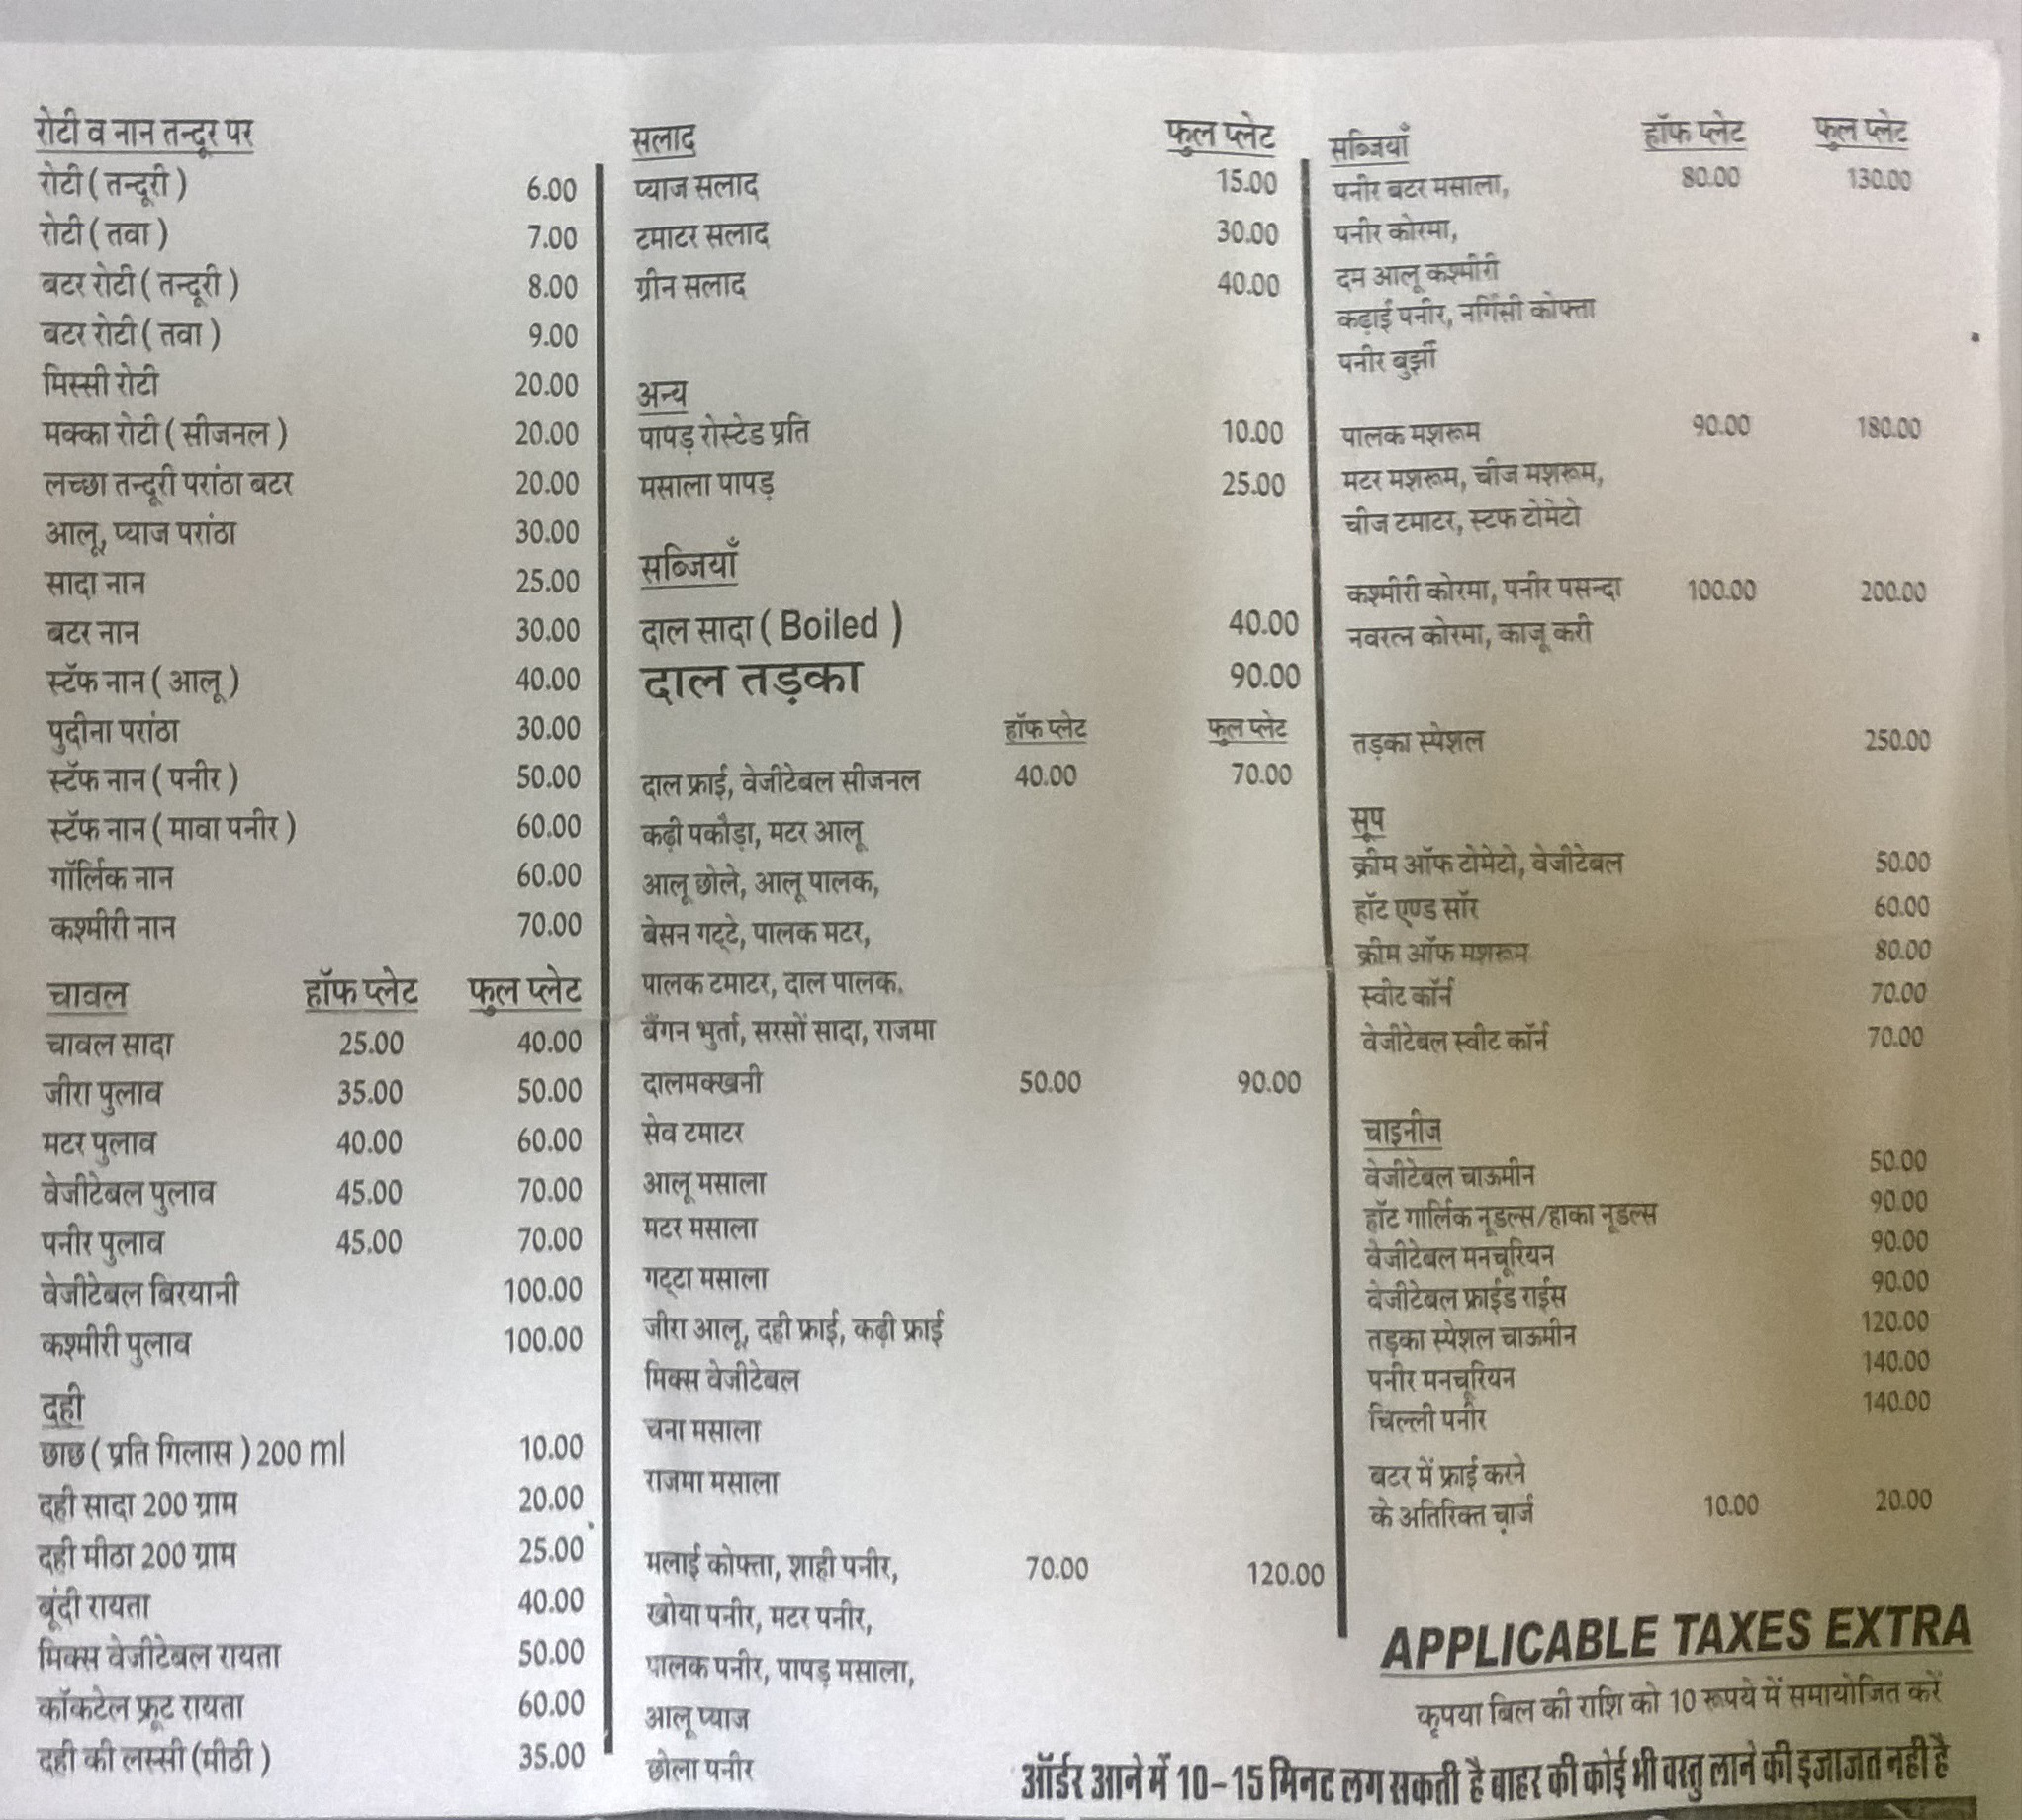 रोटी व नान तन्दूर पर
रोटी ( तन्दूरी ) 6.00
रोटी ( तवा ) 7.00
बटर रोटी ( तन्दूरी ) 8.00
बटर रोटी ( तवा ) 9.00
मिस्सी रोटी 20.00
मक्का रोटी ( सीजनल ) 20.00
लच्छा तन्दूरी परांठा बटर 20.00
आलू, प्याज परांठा 30.00
सादा नान 25.00
बटर नान 30.00
स्टॅफ नान ( आलू ) 40.00
पुदीना परांठा 30.00
स्टॅफ नान ( पनीर ) 50.00
स्टॅफ नान ( मावा पनीर ) 60.00
गॉर्लिक नान 60.00
कश्मीरी नान 70.00
चावल हॉफ प्लेट फुल प्लेट
चावल सादा 25.00 40.00
जीरा पुलाव 35.00 50.00
मटर पुलाव 40.00 60.00
वेजीटेबल पुलाव 45.00 70.00
पनीर पुलाव 45.00 70.00
वेजीटेबल बिरयानी 100.00
कश्मीरी पुलाव 100.00
दही
छाछ ( प्रति गिलास ) 200 ml 10.00
दही सादा 200 ग्राम 20.00
दही मीठा 200 ग्राम 25.00
बूंदी रायता 40.00
मिक्स वेजीटेबल रायता 50.00
कॉकटेल फ्रूट रायता 60.00
दही की लस्सी (मीठी ) 35.00
सलाद फुल प्लेट
प्याज सलाद 15.00
टमाटर सलाद 30.00
ग्रीन सलाद 40.00
अन्य
पापड़ रोस्टेड प्रति 10.00
मसाला पापड़ 25.00
सब्जियाँ
दाल सादा ( Boiled ) 40.00
दाल तड़का 90.00
हॉफ प्लेट फुल प्लेट
दाल फ्राई, वेजीटेबल सीजनल 40.00 70.00
कढ़ी पकौड़ा, मटर आलू
आलू छोले, आलू पालक,
बेसन गट्टे, पालक मटर,
पालक टमाटर, दाल पालक.
बैंगन भुर्ता, सरसों सादा, राजमा
दालमक्खनी 50.00 90.00
सेव टमाटर
आलू मसाला
मटर मसाला
गट्टा मसाला
जीरा आलू, दही फ्राई, कढ़ी फ्राई
मिक्स वेजीटेबल
चना मसाला
राजमा मसाला
मलाई कोफ्ता, शाही पनीर, 70.00 120.00
खोया पनीर, मटर पनीर,
पालक पनीर, पापड़ मसाला,
आलू प्याज
छोला पनीर
सब्जियाँ हॉफ प्लेट फुल प्लेट
पनीर बटर मसाला, 80.00 130.00
पनीर कोरमा,
दम आलू कश्मीरी
कढ़ाई पनीर, नर्गिसी कोफ्ता
पनीर बुर्झी
पालक मशरूम 90.00 180.00
मटर मशरूम, चीज मशरूम,
चीज टमाटर, स्टफ टोमेटो
कश्मीरी कोरमा, पनीर पसन्दा 100.00 200.00
नवरत्न कोरमा, काजू करी
तड़का स्पेशल 250.00
सूप
क्रीम ऑफ टोमेटो, वेजीटेबल 50.00
हॉट एण्ड सॉर 60.00
क्रीम ऑफ मशरूम 80.00
स्वीट कॉर्न 70.00
वेजीटेबल स्वीट कॉर्न 70.00
चाइनीज
वेजीटेबल चाऊमीन 50.00
हॉट गार्लिक नूडल्स/हाका नूडल्स 90.00
वेजीटेबल मनचूरियन 90.00
वेजीटेबल फ्राईड राईस 90.00
तड़का स्पेशल चाऊमीन 120.00
पनीर मनचूरियन 140.00
चिल्ली पनीर 140.00
बटर में फ्राई करने
के अतिरिक्त चार्ज 10.00 20.00
APPLICABLE TAXES EXTRA
कृपया बिल की राशि को 10 रूपये में समायोजित करें
ऑर्डर आने में 10-15 मिनट लग सकती है बाहर की कोई भी वस्तु लाने की इजाजत नही है